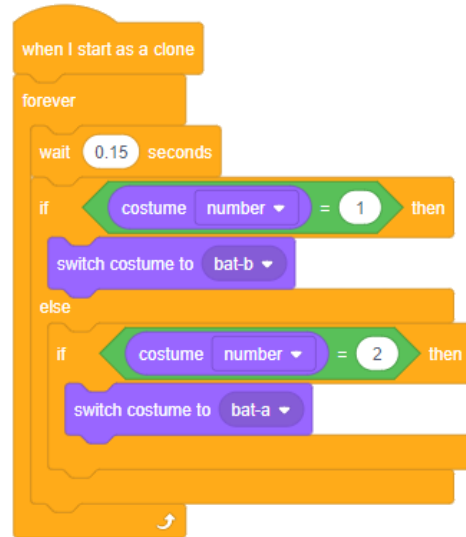 when I start as a clone
forever
wait 0.15 seconds
if costume number = 1 then
switch costume to bat-b
else
if costume number = 2 then
switch costume to bat-a